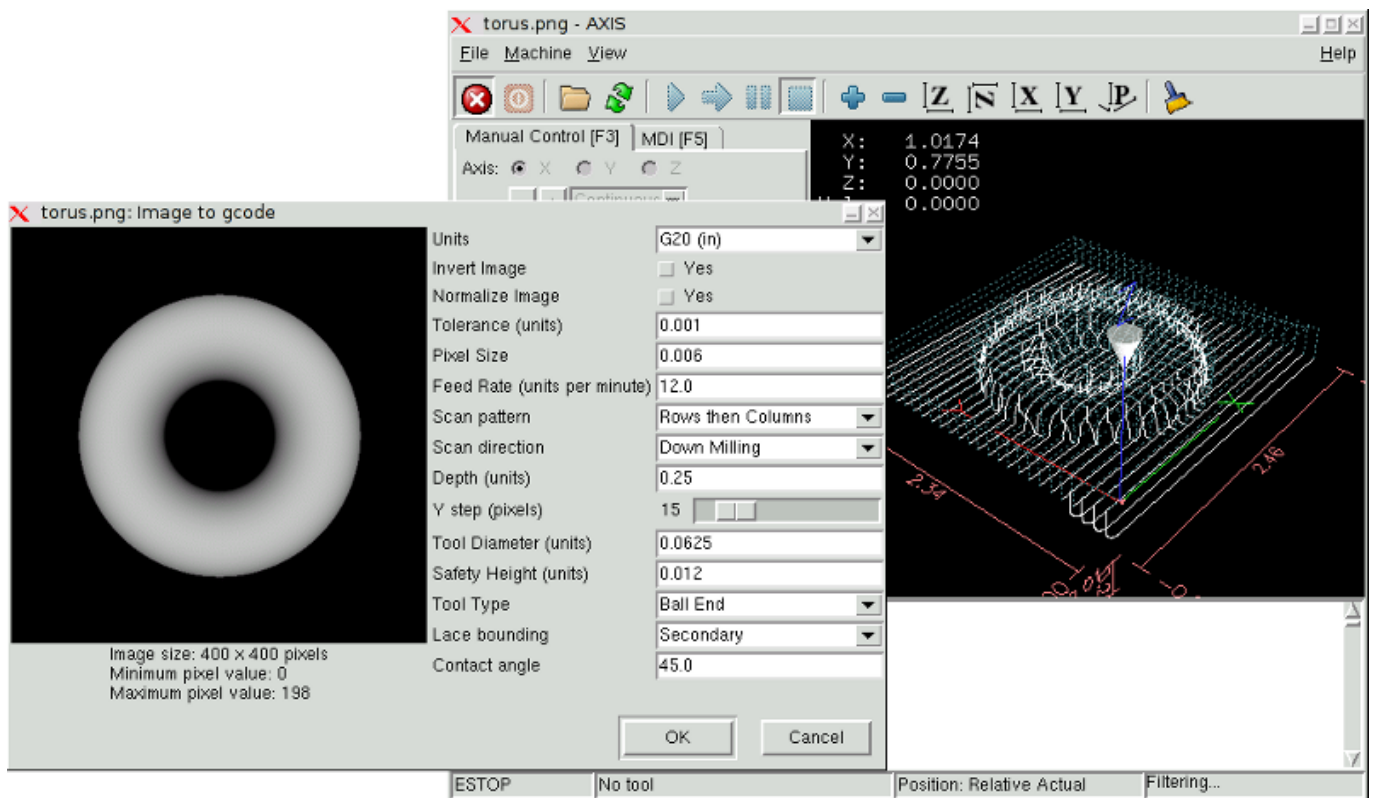 torus.png - AXIS
File Machine View
Help
Z N X Y P
Manual Control [F3]
MDI [F5]
Axis: X Y Z
Continuous
X: 1.0174
Y: 0.7755
Z: 0.0000
0.0000
2.34
2.46
torus.png: Image to gcode
Units G20 (in)
Invert Image Yes
Normalize Image Yes
Tolerance (units) 0.001
Pixel Size 0.006
Feed Rate (units per minute) 12.0
Scan pattern Rows then Columns
Scan direction Down Milling
Depth (units) 0.25
Y step (pixels) 15
Tool Diameter (units) 0.0625
Safety Height (units) 0.012
Tool Type Ball End
Lace bounding Secondary
Contact angle 45.0
Image size: 400 x 400 pixels
Minimum pixel value: 0
Maximum pixel value: 198
OK
Cancel
ESTOP
No tool
Position: Relative Actual
Filtering...